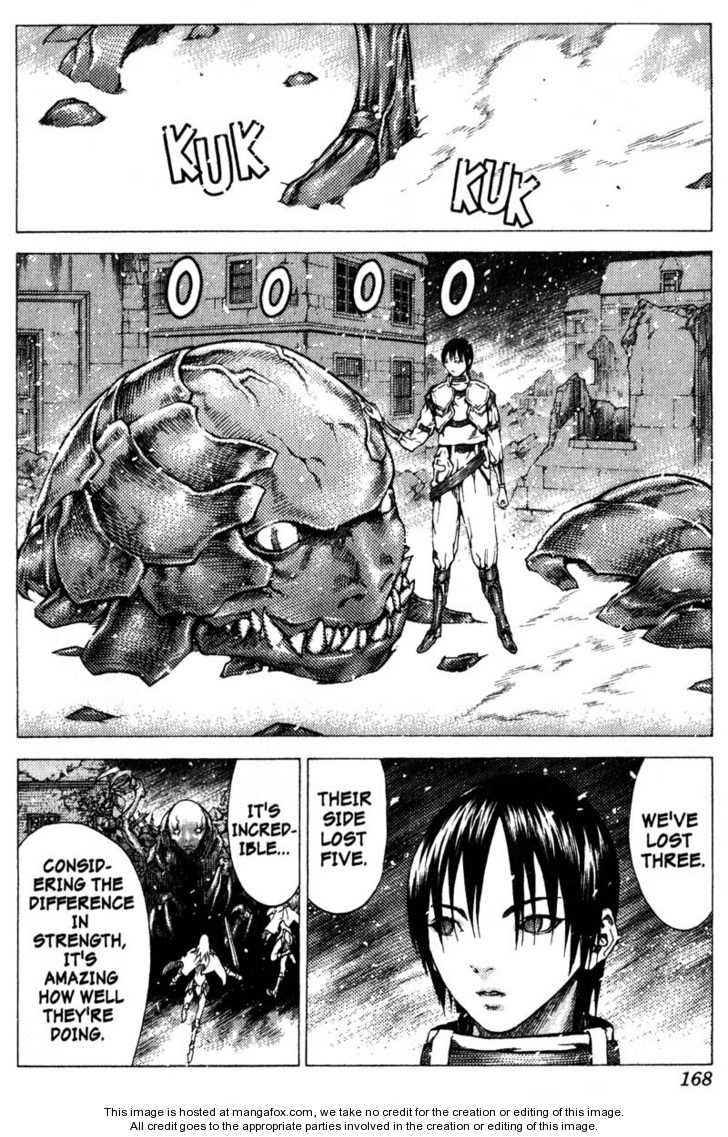 KUK
KUK
O O O O
WE'VE
LOST
THREE.
THEIR
SIDE
LOST
FIVE.
IT'S
INCRED-
IBLE...
CONSID-
ERING THE
DIFFERENCE
IN
STRENGTH,
IT'S
AMAZING
HOW WELL
THEY'RE
DOING.
168
This image is hosted at mangafox.com, we take no credit for the creation or editing of this image.
All credit goes to the appropriate parties involved in the creation or editing of this image.